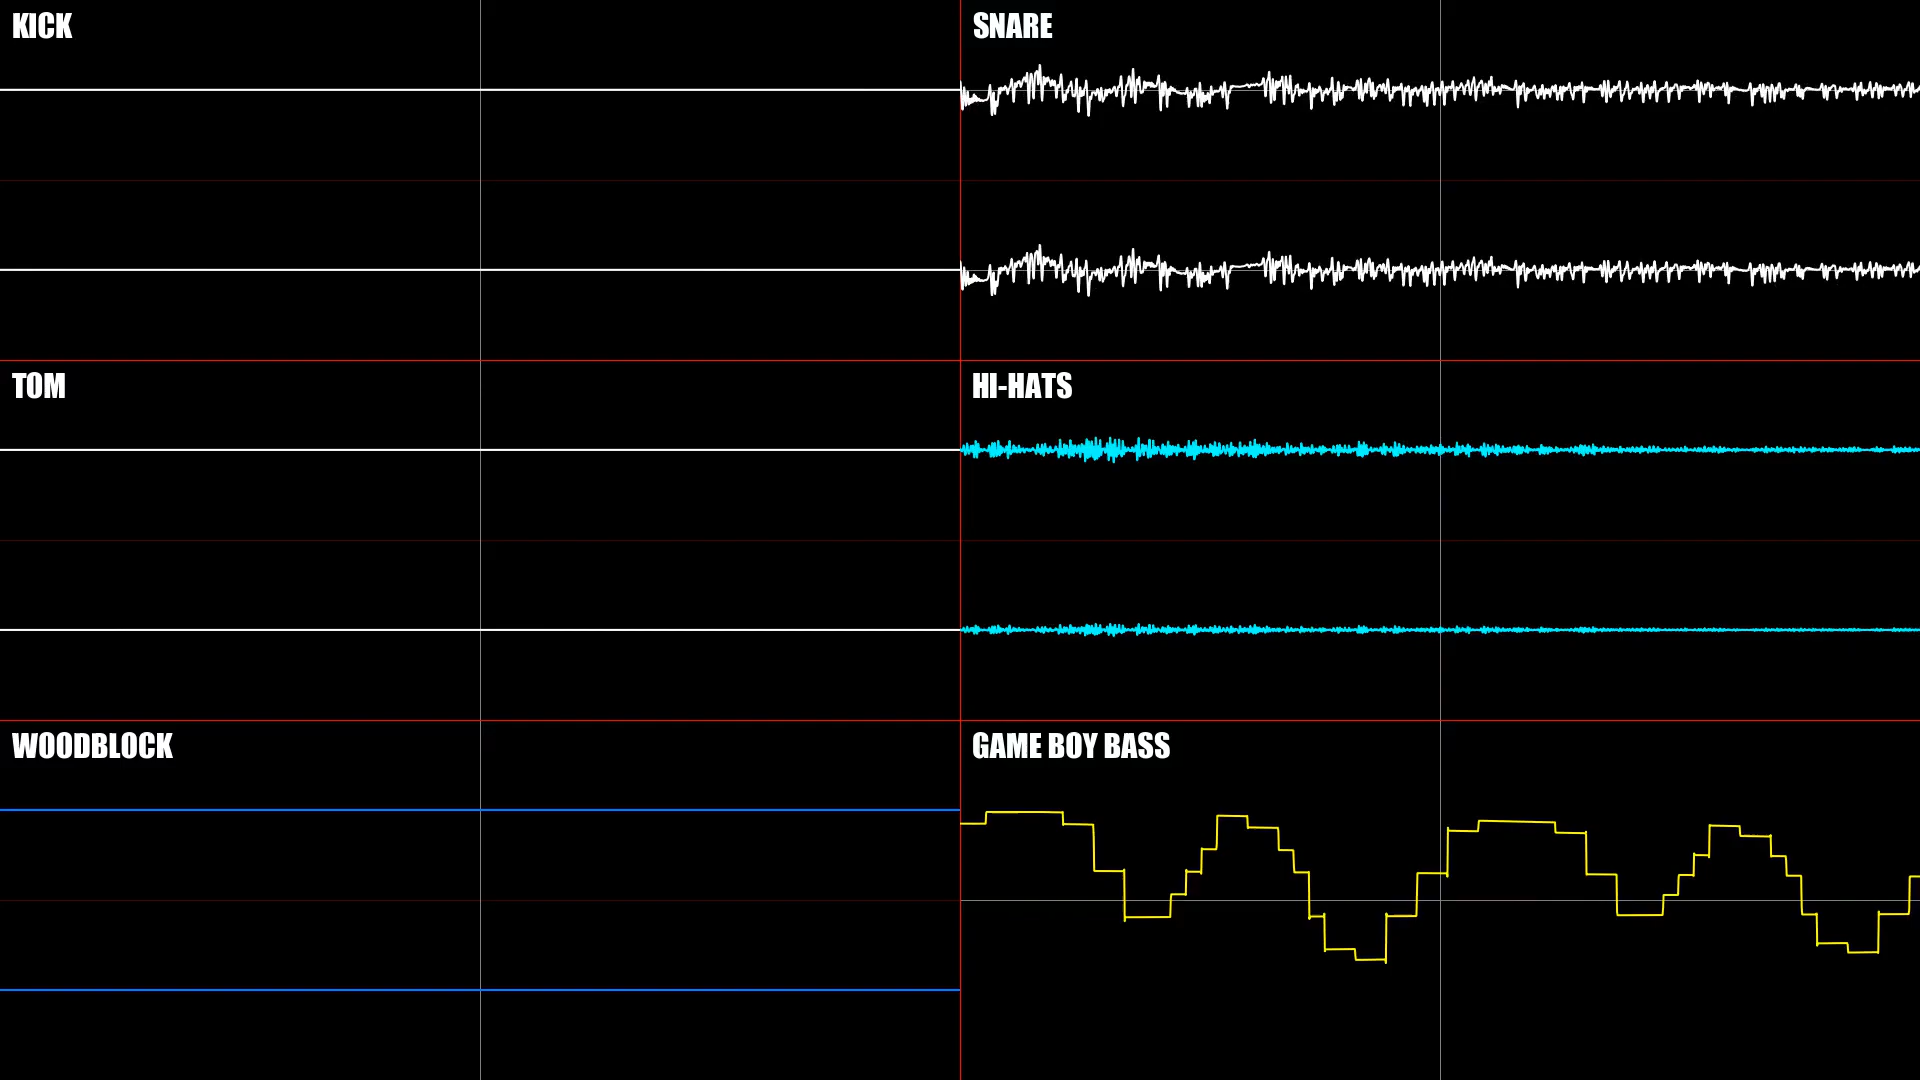 KICK
SNARE
TOM
HI-HATS
WOODBLOCK
GAME BOY BASS